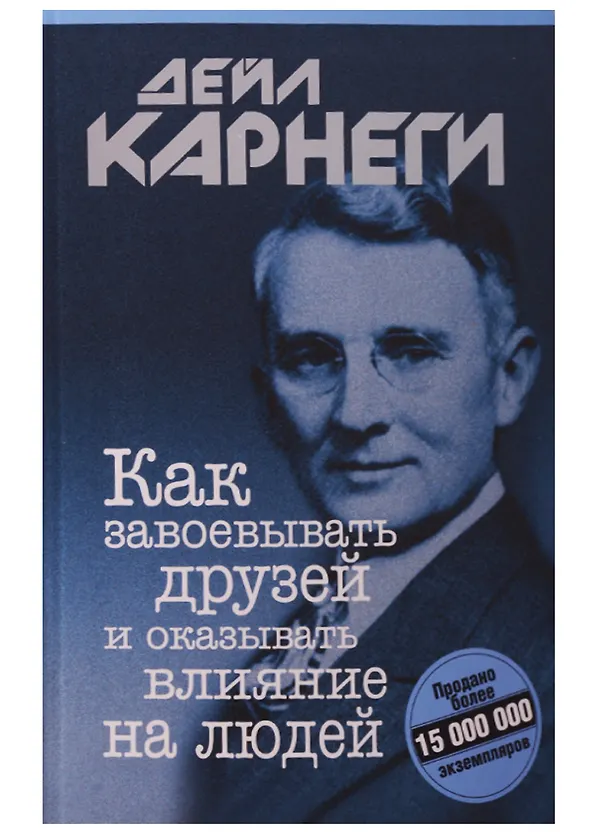 ДЕЙЛ
КАРНЕГИ
Как
завоевывать
друзей
и оказывать
влияние
на людей
Продано
более
15 000 000
экземпляров